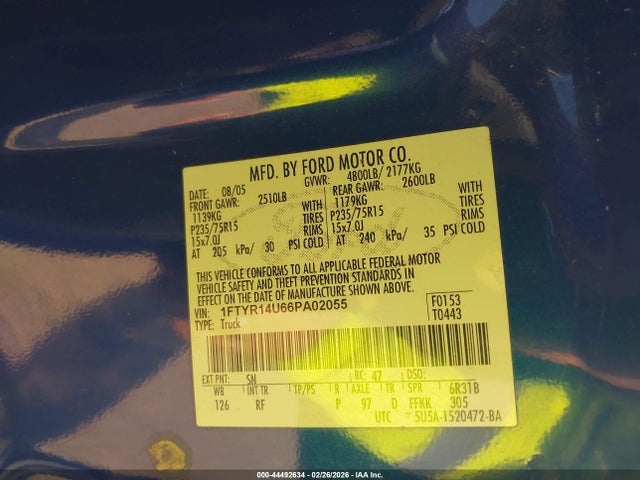 MFD. BY FORD MOTOR CO.
DATE: 08/05 GVWR: 4800LB/ 2177KG
FRONT GAWR: 2510LB REAR GAWR: 2600LB
1139KG WITH 1179KG WITH
P235/75R15 TIRES P235/75R15 TIRES
15x7.0J RIMS 15x7.0J RIMS
AT 205 kPa/ 30 PSI COLD AT 240 kPa/ 35 PSI COLD
THIS VEHICLE CONFORMS TO ALL APPLICABLE FEDERAL MOTOR
VEHICLE SAFETY AND THEFT PREVENTION STANDARDS IN
EFFECT ON THE DATE OF MANUFACTURE SHOWN ABOVE.
VIN: 1FTYR14U66PA02055 F0153
TYPE: Truck T0443
EXT PNT: SN RC: 47 DSO:
WB INT TR TP/PS R AXLE TR SPR 6R31B
126 RF P 97 D FFKK 305
UTC 5U5A-1520472-BA
000-44492634 - 02/26/2026 - IAA Inc.